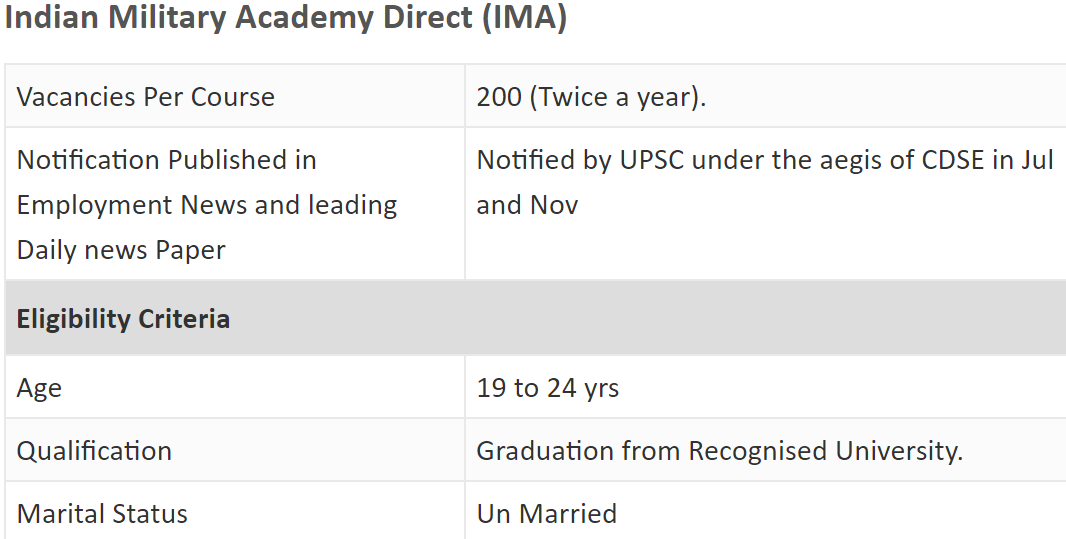 Indian Military Academy Direct (IMA)
Vacancies Per Course
200 (Twice a year).
Notification Published in
Employment News and leading
Daily news Paper
Notified by UPSC under the aegis of CDSE in Jul
and Nov
Eligibility Criteria
Age
19 to 24 yrs
Qualification
Graduation from Recognised University.
Marital Status
Un Married